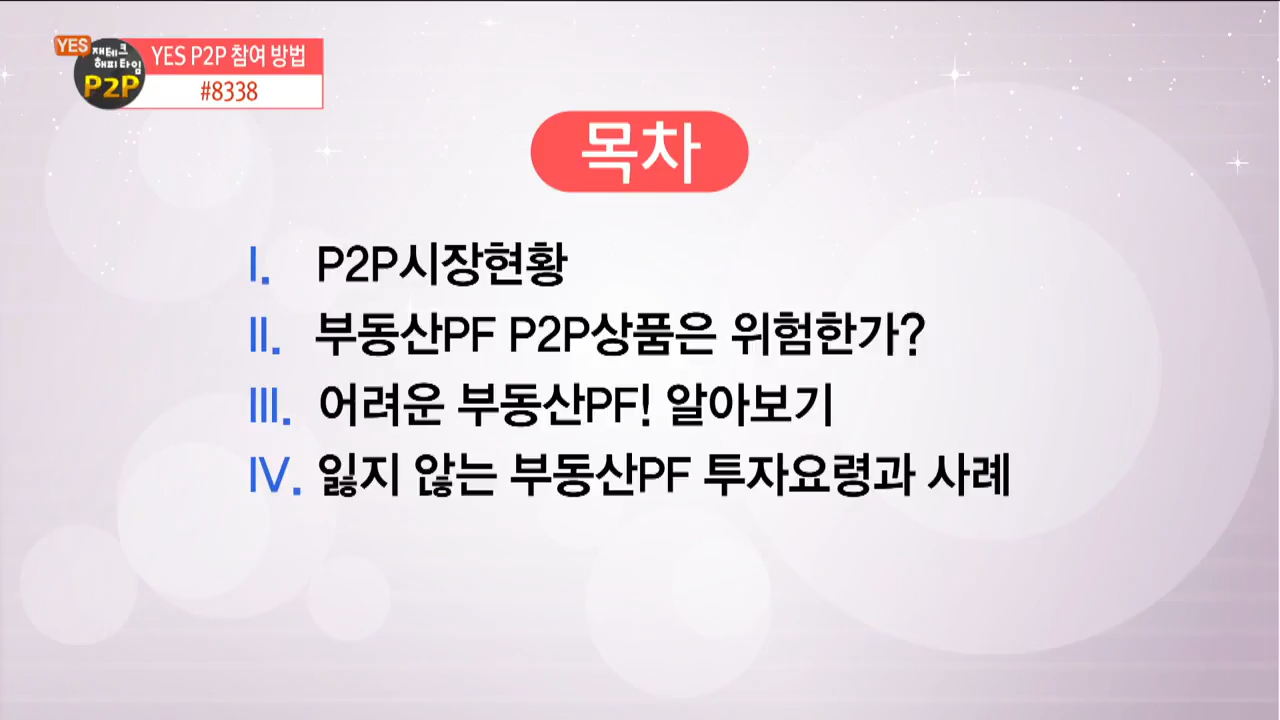 YES
재테크
해피타임
P2P
YES P2P 참여 방법
#8338
목차
I. P2P시장현황
II. 부동산PF P2P상품은 위험한가?
III. 어려운 부동산PF! 알아보기
IV. 잃지 않는 부동산PF 투자요령과 사례